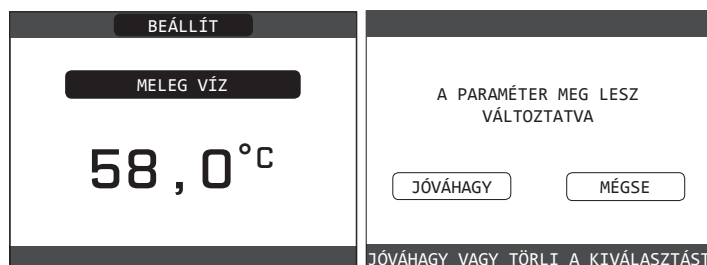 BEÁLLÍT
MELEG VÍZ
58,0°C
A PARAMÉTER MEG LESZ
VÁLTOZTATVA
JÓVÁHAGY
MÉGSE
JÓVÁHAGY VAGY TÖRLI A KIVÁLASZTÁST